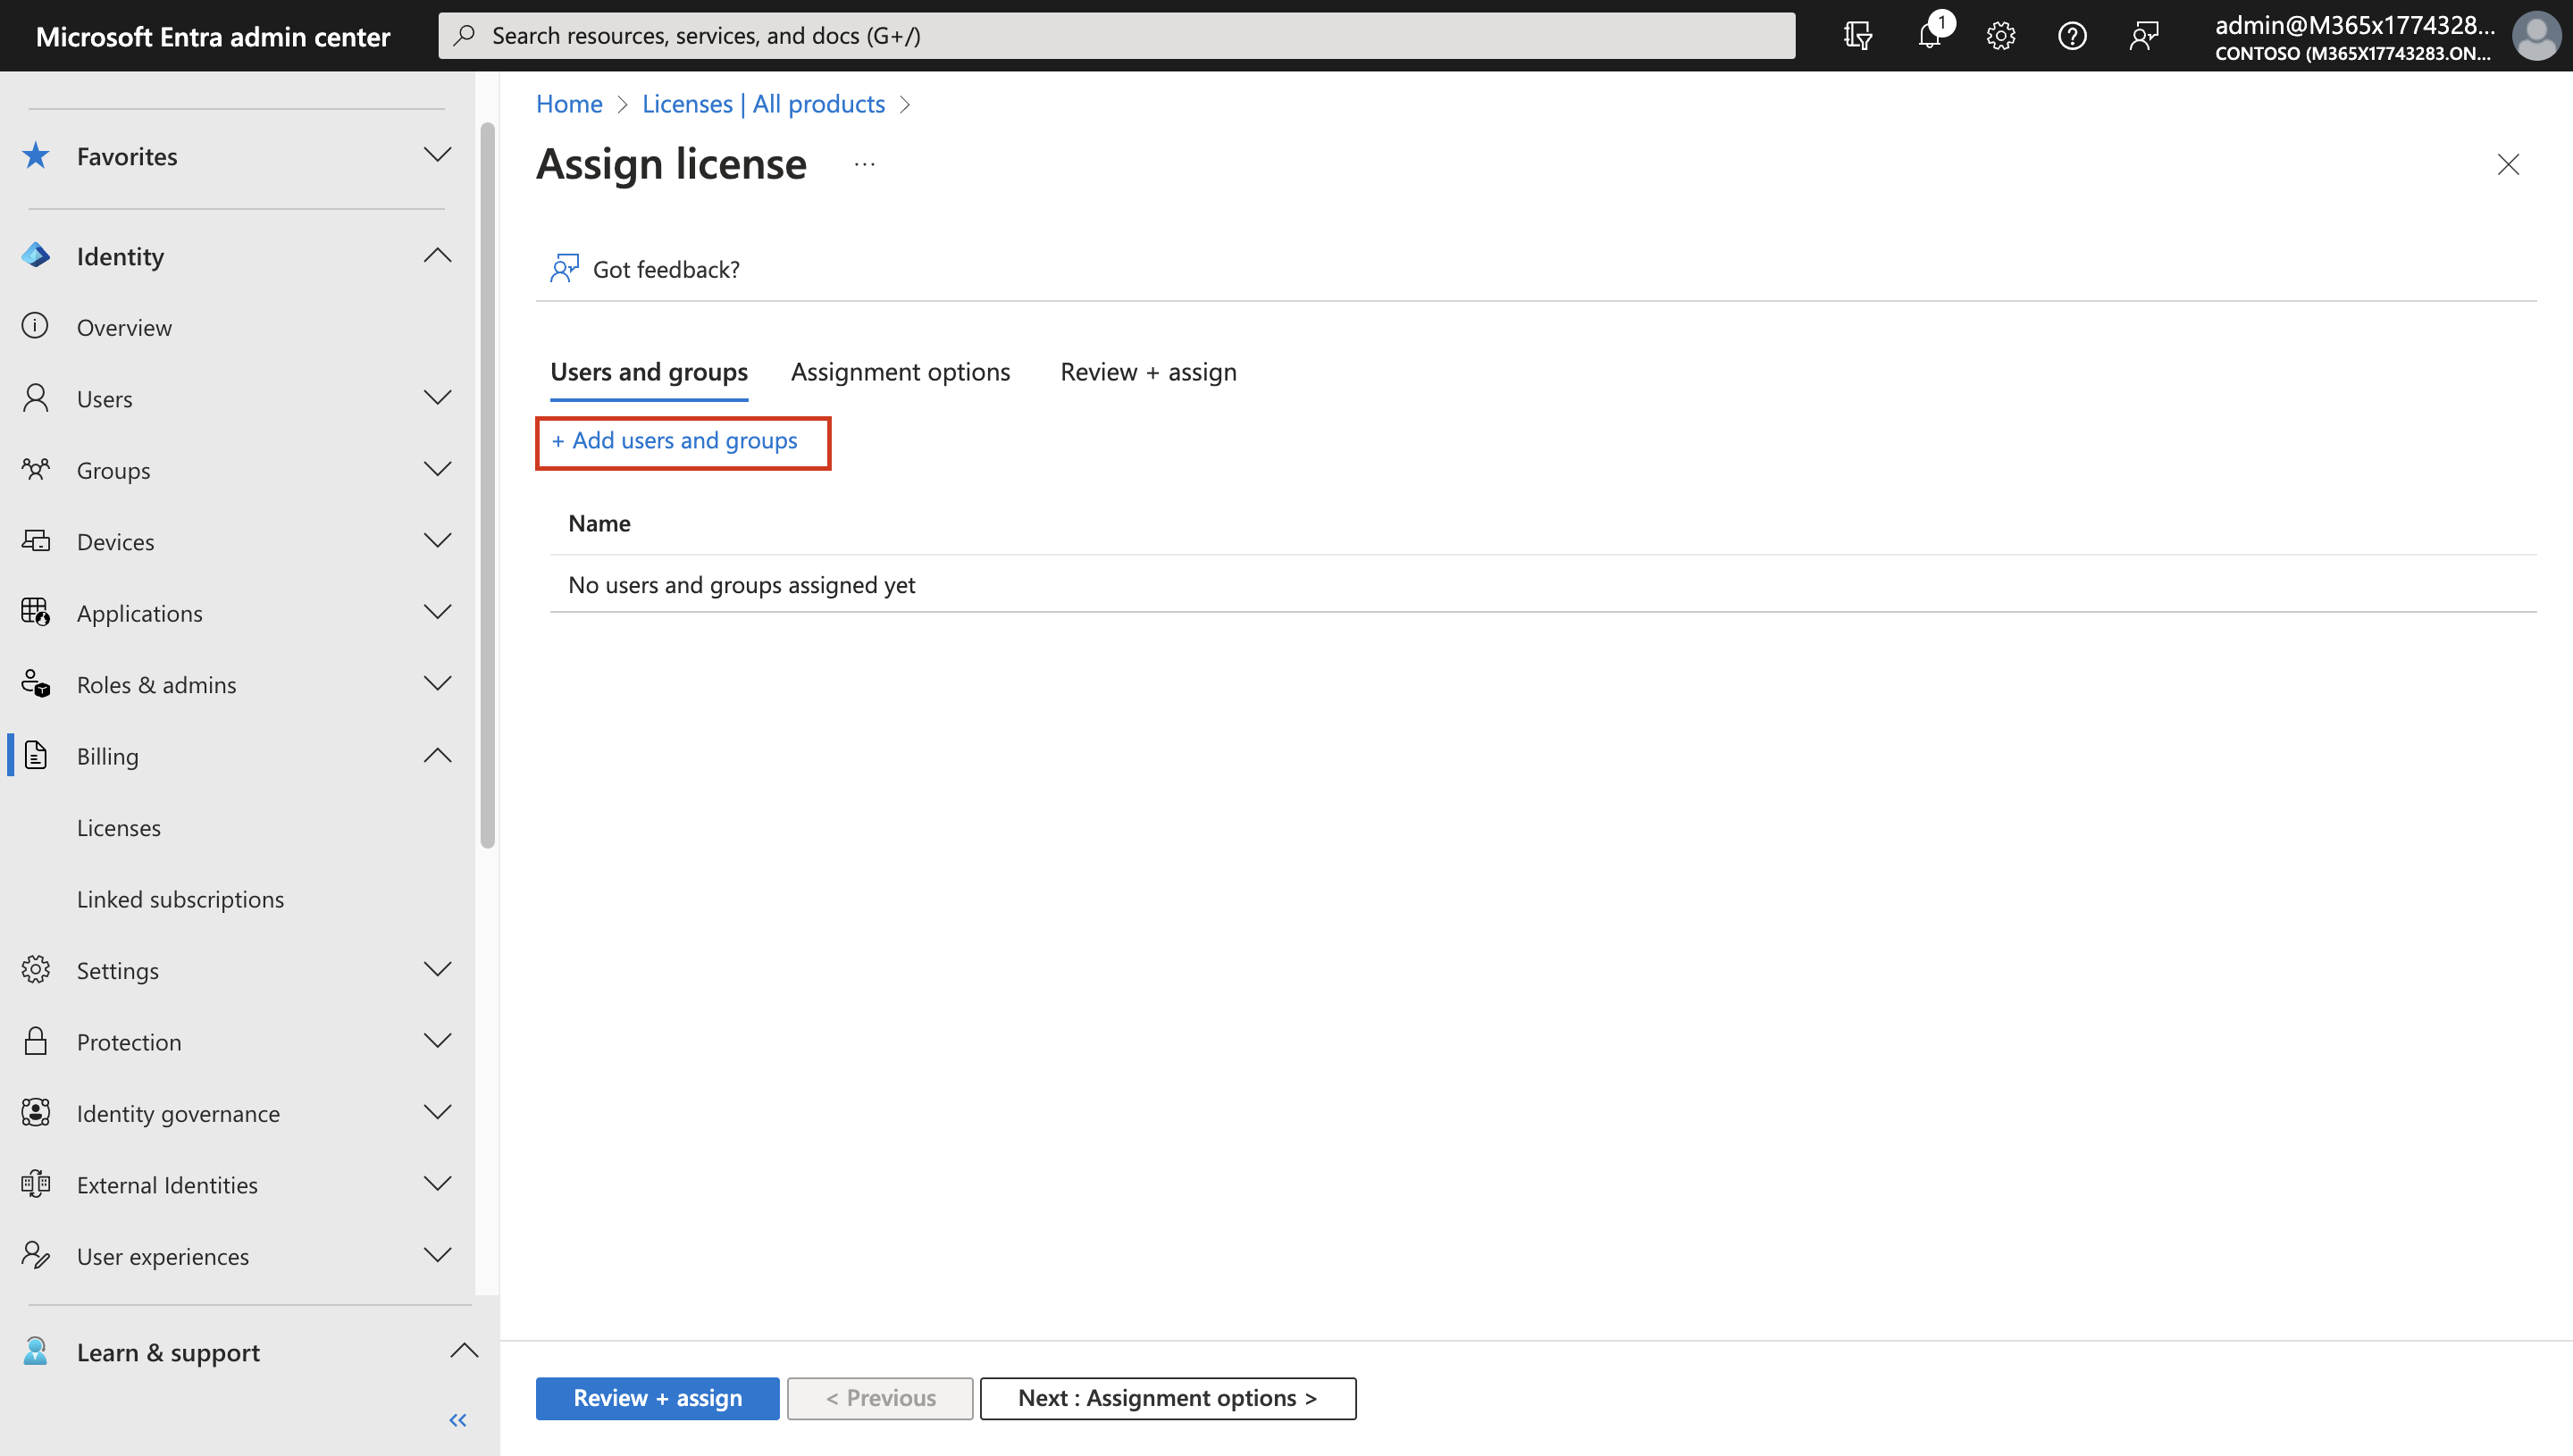 Microsoft Entra admin center
Search resources, services, and docs (G+/)
1
admin@M365x1774328...
CONTOSO (M365X17743283.ON...
Favorites
Identity
Overview
Users
Groups
Devices
Applications
Roles & admins
Billing
Licenses
Linked subscriptions
Settings
Protection
Identity governance
External Identities
User experiences
Learn & support
Home > Licenses | All products >
Assign license ...
Got feedback?
Users and groups Assignment options Review + assign
+ Add users and groups
Name
No users and groups assigned yet
Review + assign < Previous Next : Assignment options >